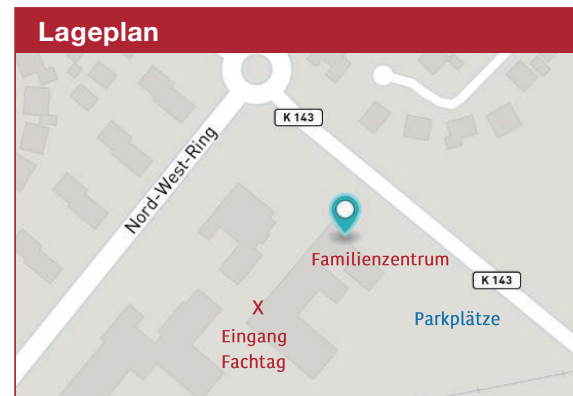 Lageplan
K 143
Nord-West-Ring
Familienzentrum
K 143
X
Parkplätze
Eingang
Fachtag